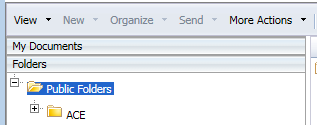 View New Organize Send More Actions
My Documents
Folders
Public Folders
ACE